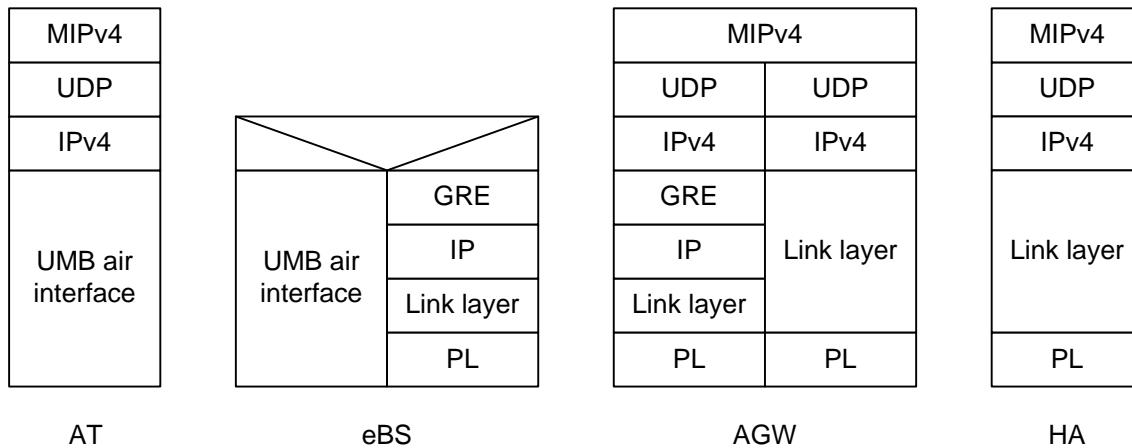 MIPv4
UDP
IPv4
UMB air
interface
AT
UMB air
interface
GRE
IP
Link layer
PL
eBS
MIPv4
UDP
UDP
IPv4
IPv4
GRE
IP
Link layer
PL
Link layer
PL
AGW
MIPv4
UDP
IPv4
Link layer
PL
HA